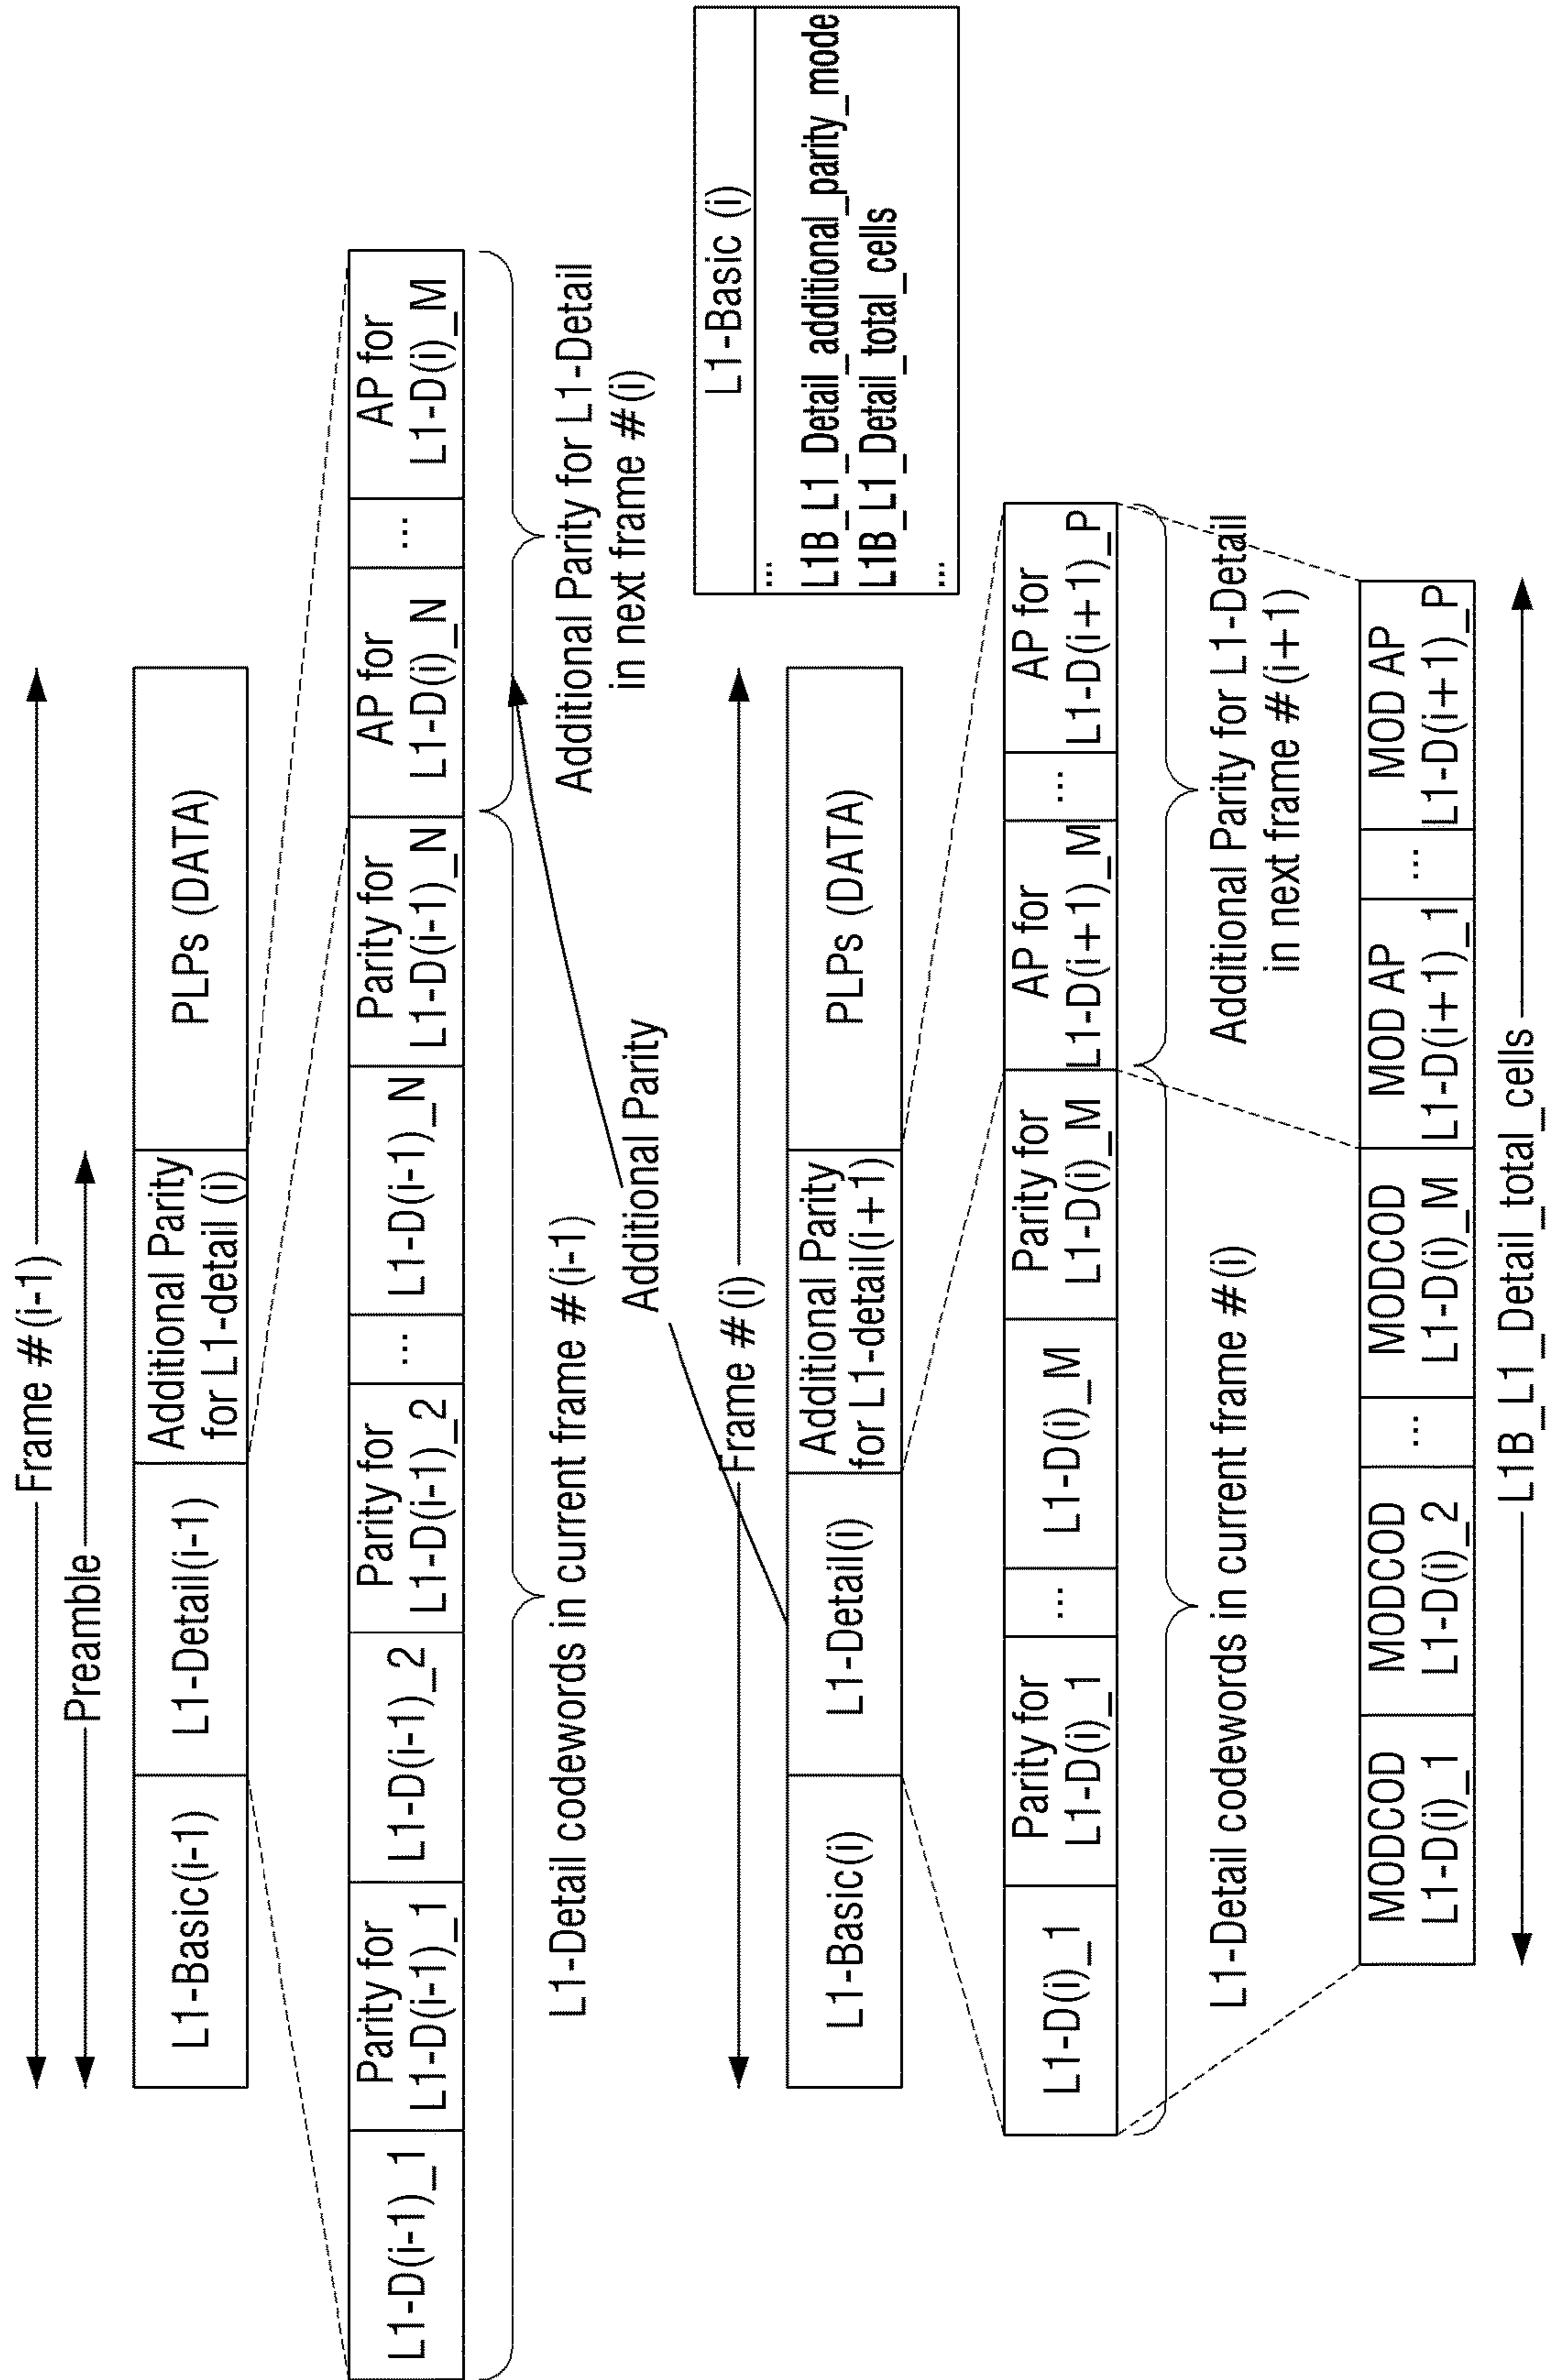 Frame #(i-1)
Preamble
L1-Basic(i-1)
L1-Detail(i-1)
Additional Parity
for L1-detail (i)
PLPs (DATA)
L1-D(i-1)_1
Parity for
L1-D(i-1)_1
L1-D(i-1)_2
Parity for
L1-D(i-1)_2
...
L1-D(i-1)_N
Parity for
L1-D(i-1)_N
AP for
L1-D(i)_N
...
AP for
L1-D(i)_M
L1-Detail codewords in current frame #(i-1)
Additional Parity for L1-Detail
in next frame #(i)
Additional Parity
L1-Basic (i)
...
L1B_L1_Detail_additional_parity_mode
L1B_L1_Detail_total_cells
...
Frame #(i)
L1-Basic(i)
L1-Detail(i)
Additional Parity
for L1-detail(i+1)
PLPs (DATA)
L1-D(i)_1
Parity for
L1-D(i)_1
...
L1-D(i)_M
Parity for
L1-D(i)_M
AP for
L1-D(i+1)_M
...
AP for
L1-D(i+1)_P
L1-Detail codewords in current frame #(i)
Additional Parity for L1-Detail
in next frame #(i+1)
MODCOD
L1-D(i)_1
MODCOD
L1-D(i)_2
...
MODCOD
L1-D(i)_M
MOD AP
L1-D(i+1)_1
...
MOD AP
L1-D(i+1)_P
L1B_L1_Detail_total_cells